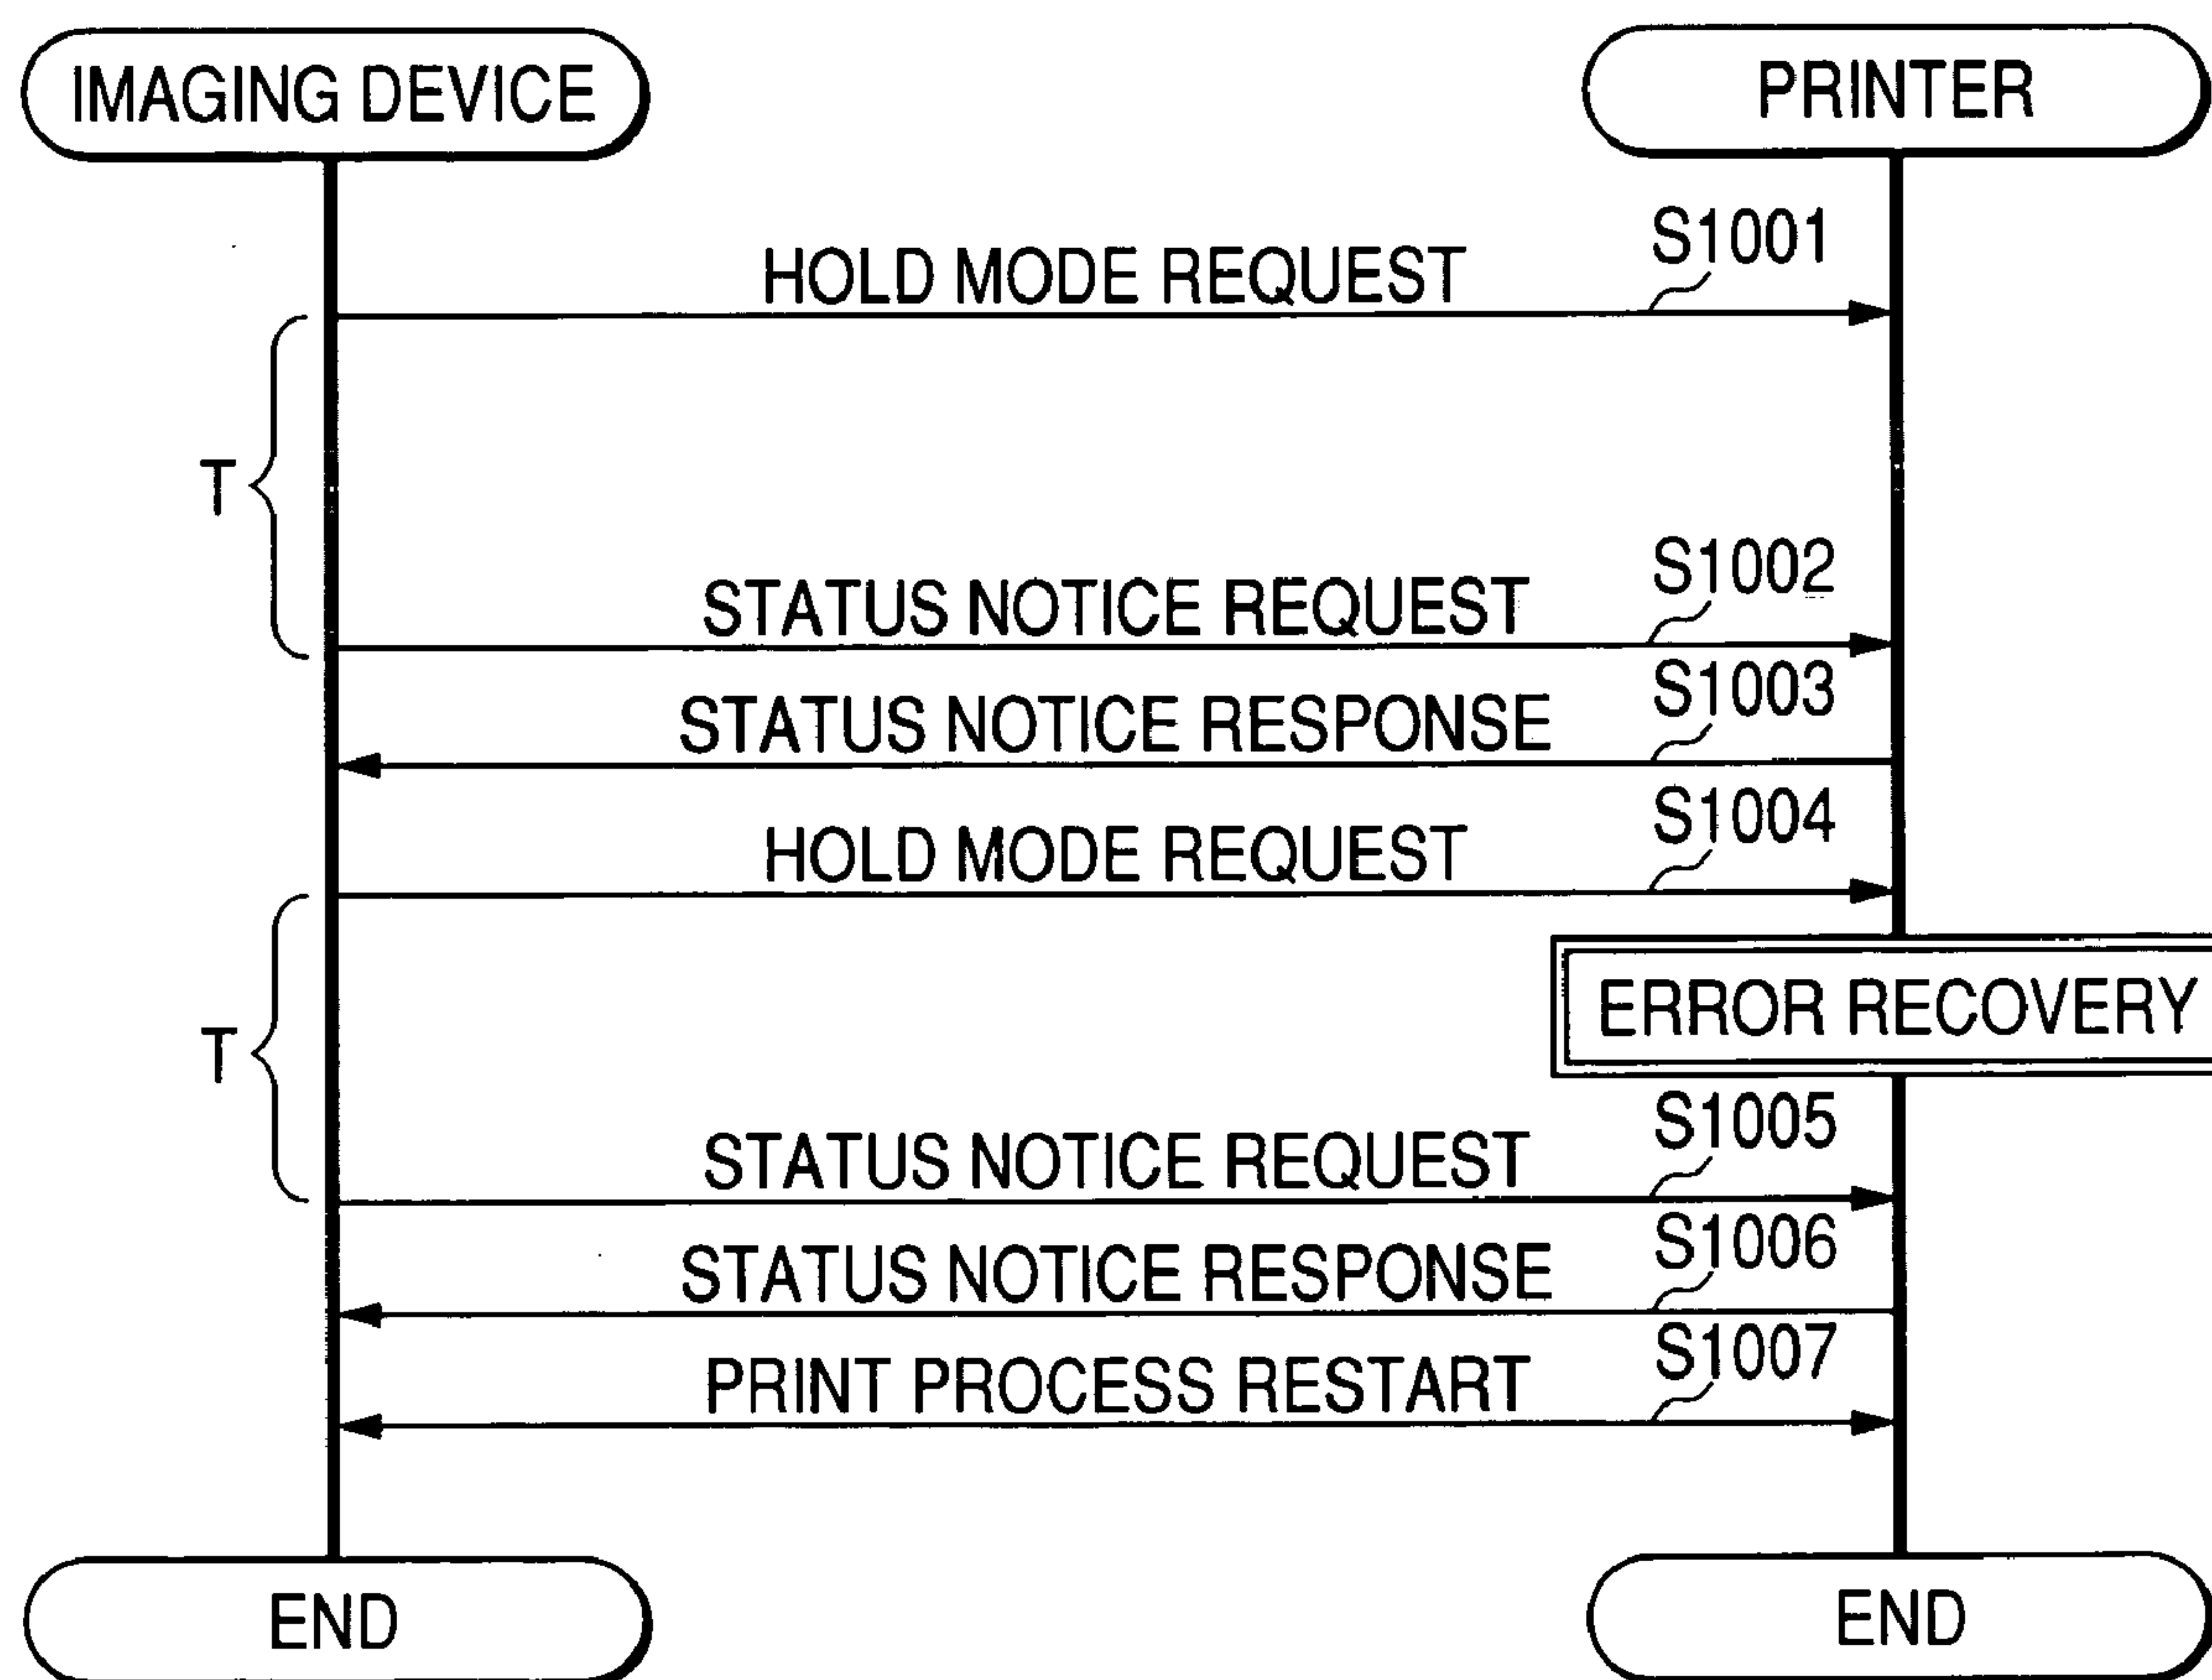 IMAGING DEVICE
PRINTER
S1001
HOLD MODE REQUEST
T
S1002
STATUS NOTICE REQUEST
S1003
STATUS NOTICE RESPONSE
S1004
HOLD MODE REQUEST
ERROR RECOVERY
T
S1005
STATUS NOTICE REQUEST
S1006
STATUS NOTICE RESPONSE
S1007
PRINT PROCESS RESTART
END
END